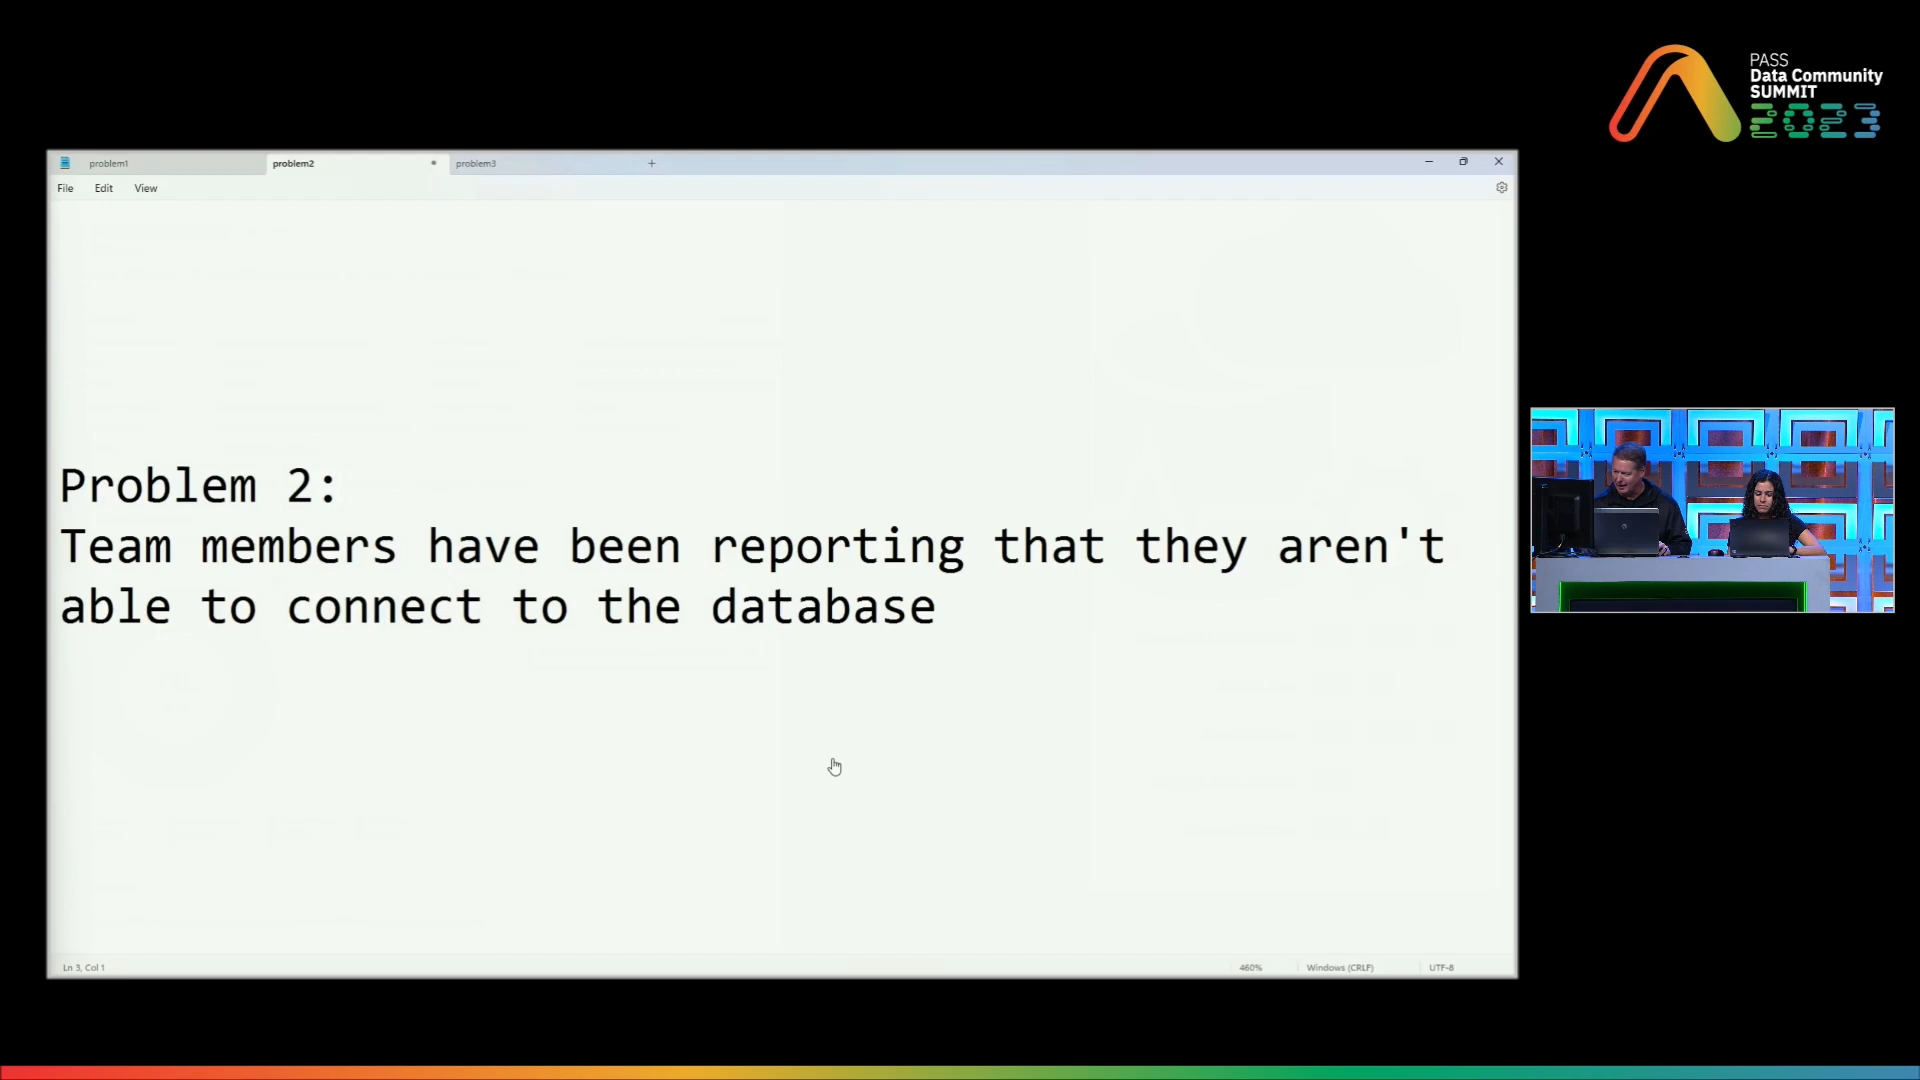 PASS
Data Community
SUMMIT
2023
problem1
problem2
problem3
File
Edit
View
Problem 2:
Team members have been reporting that they aren't
able to connect to the database
Ln 3, Col 1
460%
Windows (CRLF)
UTF-8